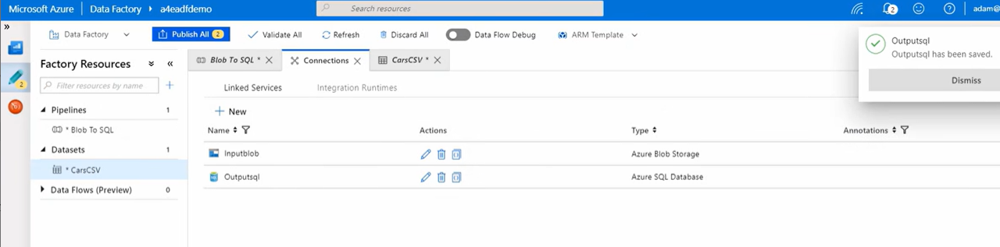 Microsoft Azure Data Factory > a4eadfdemo Search resources 2 ? adam@
» Data Factory Publish All 2 Validate All Refresh Discard All Data Flow Debug ARM Template
Outputsql
Outputsql has been saved.
Dismiss
Factory Resources
Blob To SQL * Connections CarsCSV *
2
Filter resources by name
Linked Services Integration Runtimes
Pipelines 1
New
* Blob To SQL
Name Actions Type Annotations
Datasets 1
Inputblob Azure Blob Storage
* CarsCSV
Outputsql Azure SQL Database
Data Flows (Preview) 0